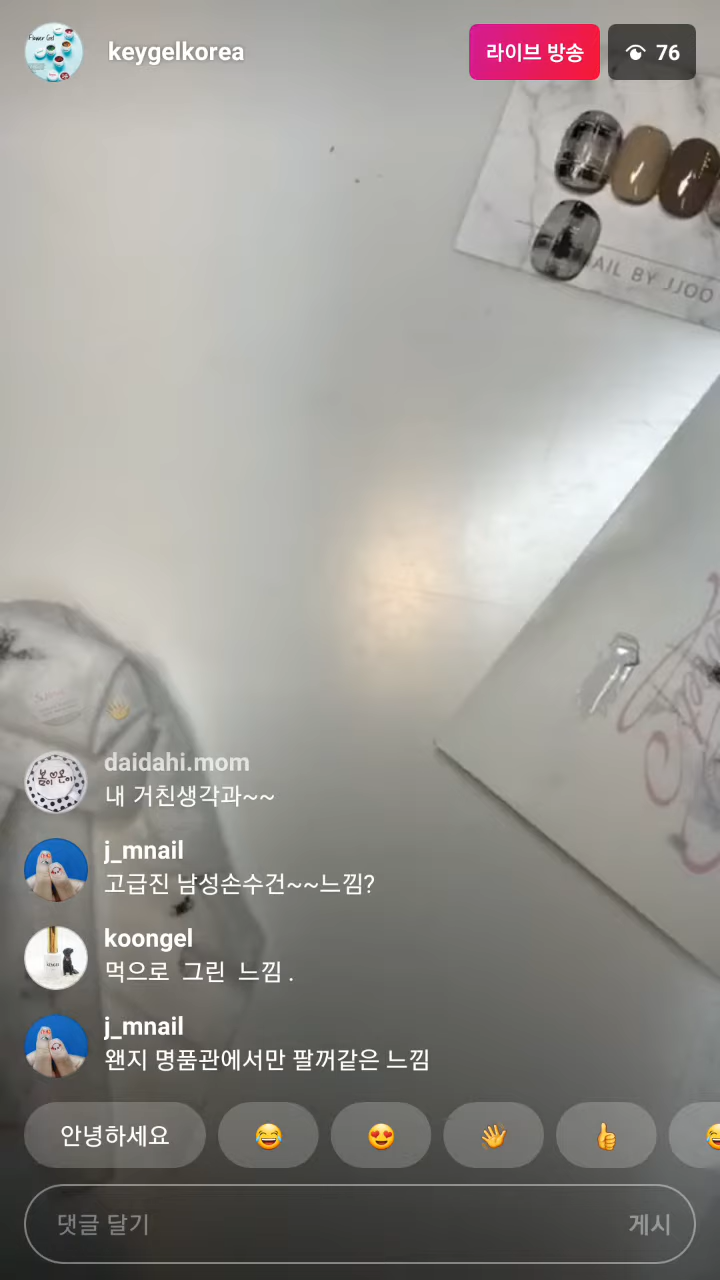 keygelkorea
라이브 방송
76
NAIL BY JJOO
daidahi.mom
내 거친생각과~~
j_mnail
고급진 남성손수건~~느낌?
koongel
먹으로 그린 느낌 .
j_mnail
왠지 명품관에서만 팔꺼같은 느낌
안녕하세요
댓글 달기
게시